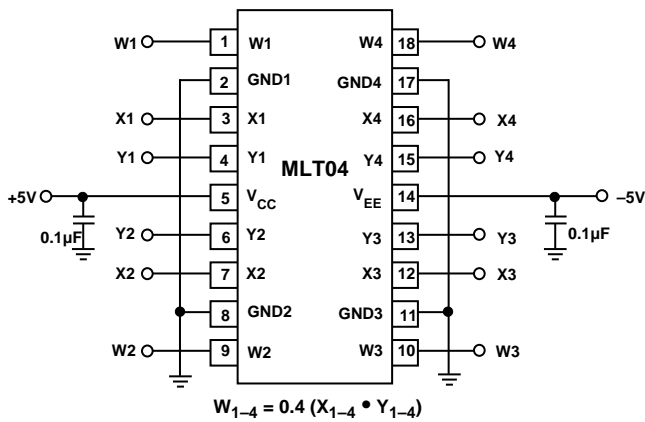 W1 1 W1 W4 18 W4
2 GND1 GND4 17
X1 3 X1 X4 16 X4
Y1 4 Y1 Y4 15 Y4
MLT04
+5V 5 VCC VEE 14 –5V
0.1µF Y2 6 Y2 Y3 13 Y3 0.1µF
X2 7 X2 X3 12 X3
8 GND2 GND3 11
W2 9 W2 W3 10 W3
W1–4 = 0.4 (X1–4 • Y1–4)